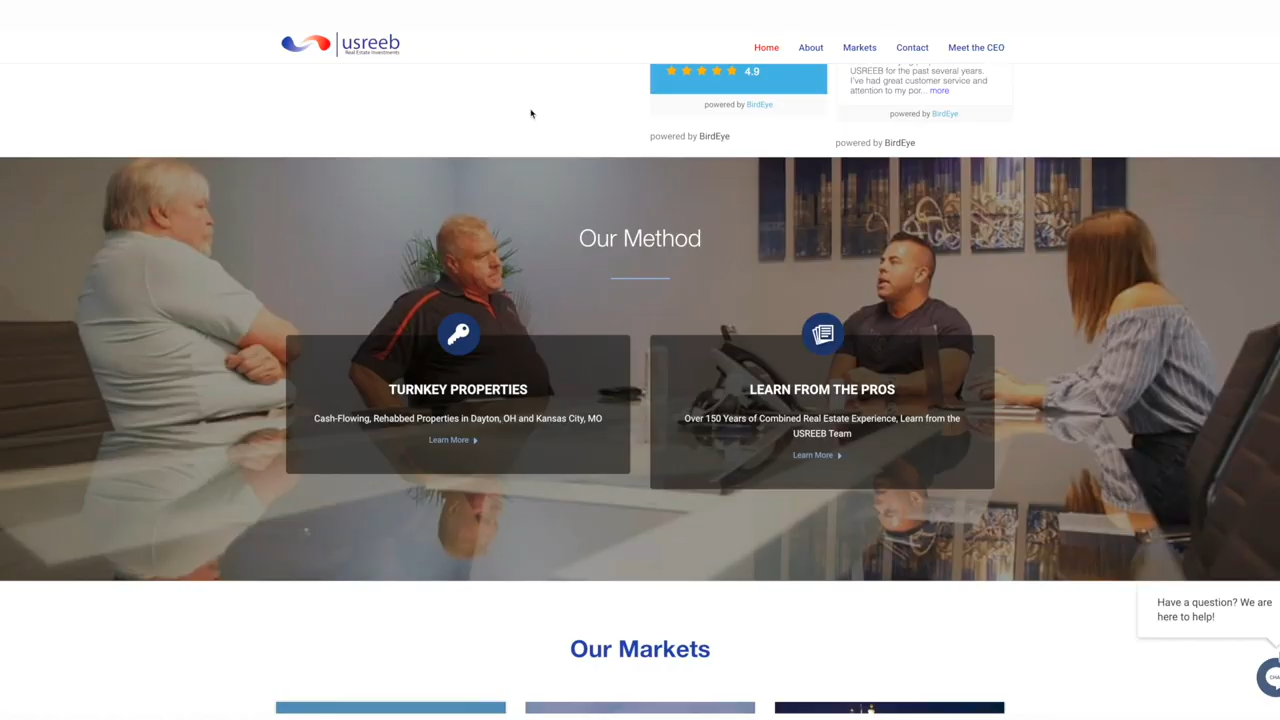 usreeb
Real Estate Investments
Home About Markets Contact Meet the CEO
4.9
powered by BirdEye
powered by BirdEye
USREEB for the past several years.
I've had great customer service and
attention to my por... more
powered by BirdEye
powered by BirdEye
Our Method
TURNKEY PROPERTIES
Cash-Flowing, Rehabbed Properties in Dayton, OH and Kansas City, MO
Learn More
LEARN FROM THE PROS
Over 150 Years of Combined Real Estate Experience, Learn from the
USREEB Team
Learn More
Our Markets
Have a question? We are
here to help!